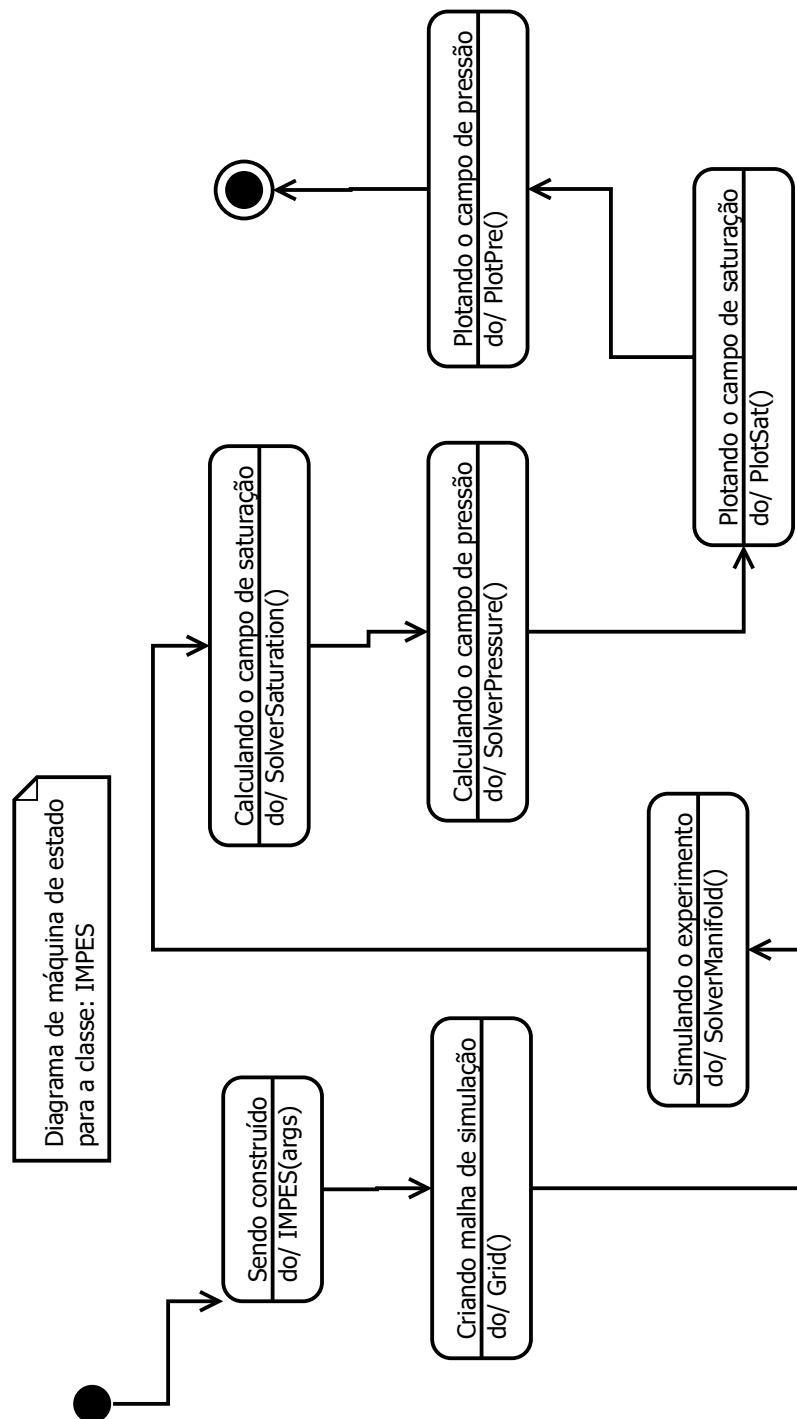 Diagrama de máquina de estado
para a classe: IMPES
Sendo construído
do/ IMPES(args)
Criando malha de simulação
do/ Grid()
Simulando o experimento
do/ SolverManifold()
Calculando o campo de saturação
do/ SolverSaturation()
Calculando o campo de pressão
do/ SolverPressure()
Plotando o campo de saturação
do/ PlotSat()
Plotando o campo de pressão
do/ PlotPre()